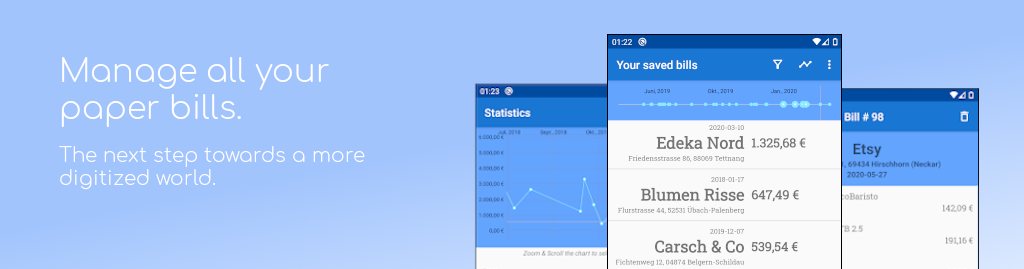 Manage all your
paper bills.
The next step towards a more
digitized world.
01:23
Statistics
Juli, 2018 Sept., 2018 Okt.,
6.000,00 €
5.000,00 €
4.000,00 €
3.000,00 €
2.000,00 €
1.000,00 €
0,00 €
Zoom & Scroll the chart to se
01:22
Your saved bills
Juni, 2019 Okt., 2019 Jan., 2020
2020-03-10
Edeka Nord 1.325,68 €
Friedensstrasse 86, 88069 Tettnang
2018-01-17
Blumen Risse 647,49 €
Flurstrasse 44, 52531 Übach-Palenberg
2019-12-07
Carsch & Co 539,54 €
Fichtenweg 12, 04874 Belgern-Schildau
Bill # 98
Etsy
, 69434 Hirschhorn (Neckar)
2020-05-27
coBaristo
142,09 €
TB 2.5
191,16 €